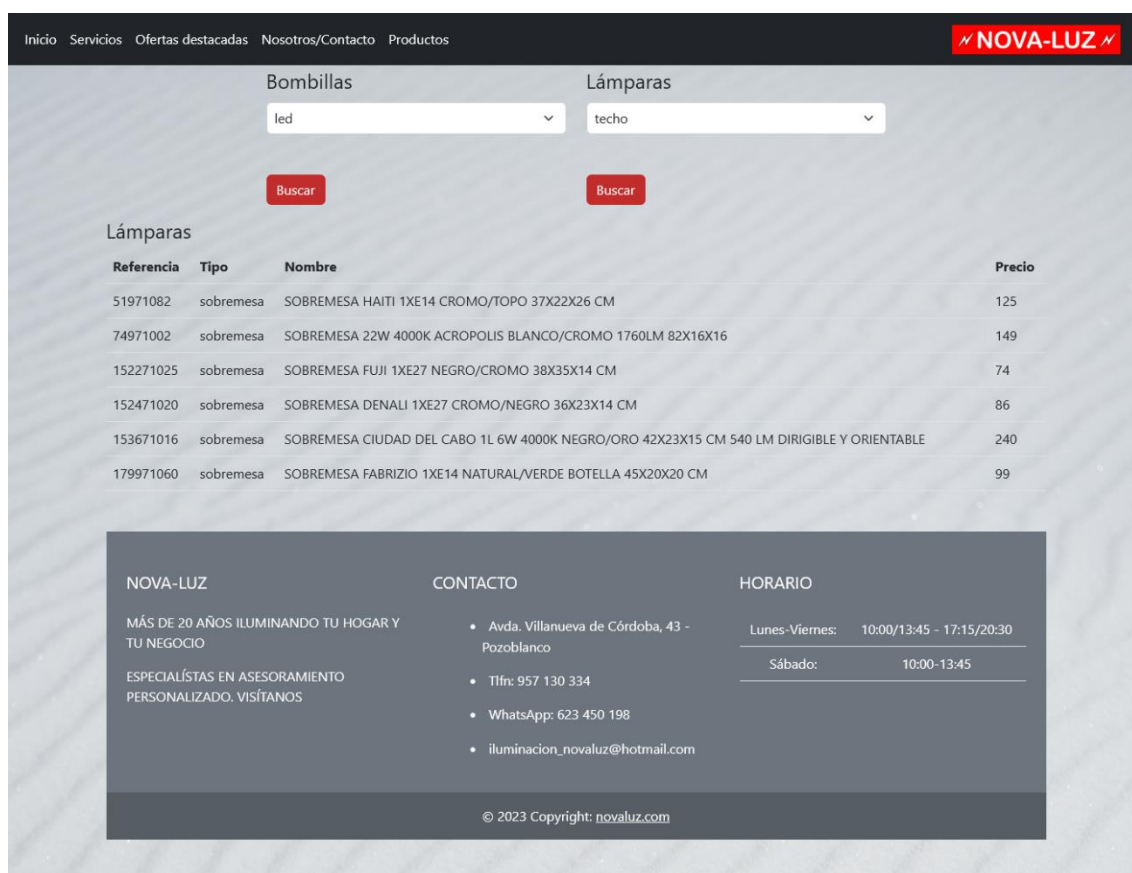 Inicio Servicios Ofertas destacadas Nosotros/Contacto Productos NOVA-LUZ
Bombillas Lámparas
led techo
Buscar Buscar
Lámparas
Referencia Tipo Nombre Precio
51971082 sobremesa SOBREMESA HAITI 1XE14 CROMO/TOPO 37X22X26 CM 125
74971002 sobremesa SOBREMESA 22W 4000K ACROPOLIS BLANCO/CROMO 1760LM 82X16X16 149
152271025 sobremesa SOBREMESA FUJI 1XE27 NEGRO/CROMO 38X35X14 CM 74
152471020 sobremesa SOBREMESA DENALI 1XE27 CROMO/NEGRO 36X23X14 CM 86
153671016 sobremesa SOBREMESA CIUDAD DEL CABO 1L 6W 4000K NEGRO/ORO 42X23X15 CM 540 LM DIRIGIBLE Y ORIENTABLE 240
179971060 sobremesa SOBREMESA FABRIZIO 1XE14 NATURAL/VERDE BOTELLA 45X20X20 CM 99
NOVA-LUZ
MÁS DE 20 AÑOS ILUMINANDO TU HOGAR Y
TU NEGOCIO
ESPECIALÍSTAS EN ASESORAMIENTO
PERSONALIZADO. VISÍTANOS
CONTACTO
• Avda. Villanueva de Córdoba, 43 -
Pozoblanco
• Tlfn: 957 130 334
• WhatsApp: 623 450 198
• iluminacion_novaluz@hotmail.com
HORARIO
Lunes-Viernes: 10:00/13:45 - 17:15/20:30
Sábado: 10:00-13:45
© 2023 Copyright: novaluz.com